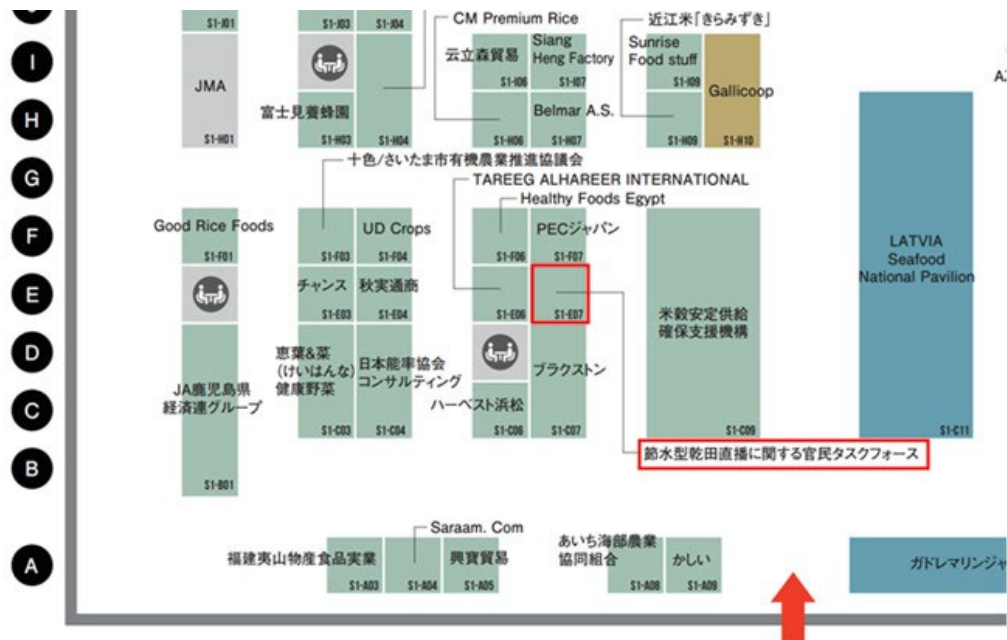 S1-J01
S1-J03
S1-J04
CM Premium Rice
近江米「きらみずき」
I
JMA
S1-H01
富士見養蜂園
S1-H03
S1-H04
云立森貿易
S1-I06
Siang
Heng Factory
S1-I07
Sunrise
Food stuff
S1-I09
Gallicoop
S1-H10
H
S1-H06
Belmar A.S.
S1-H07
S1-H09
G
十色/さいたま市有機農業推進協議会
TAREEG ALHAREER INTERNATIONAL
Healthy Foods Egypt
F
Good Rice Foods
S1-F01
S1-F03
UD Crops
S1-F04
S1-F06
PECジャパン
S1-F07
LATVIA
Seafood
National Pavilion
S1-C11
E
チャンス
S1-E03
秋実通商
S1-E04
S1-E06
S1-E07
米穀安定供給
確保支援機構
S1-C09
D
恵葉&菜
(けいはんな)
健康野菜
S1-C03
日本能率協会
コンサルティング
S1-C04
ブラクストン
S1-C07
C
JA鹿児島県
経済連グループ
S1-B01
ハーベスト浜松
S1-C06
B
節水型乾田直播に関する官民タスクフォース
Saraam. Com
A
福建夷山物産食品実業
S1-A03
S1-A04
興寶貿易
S1-A05
あいち海部農業
協同組合
S1-A08
かしい
S1-A09
ガドレマリンジャ